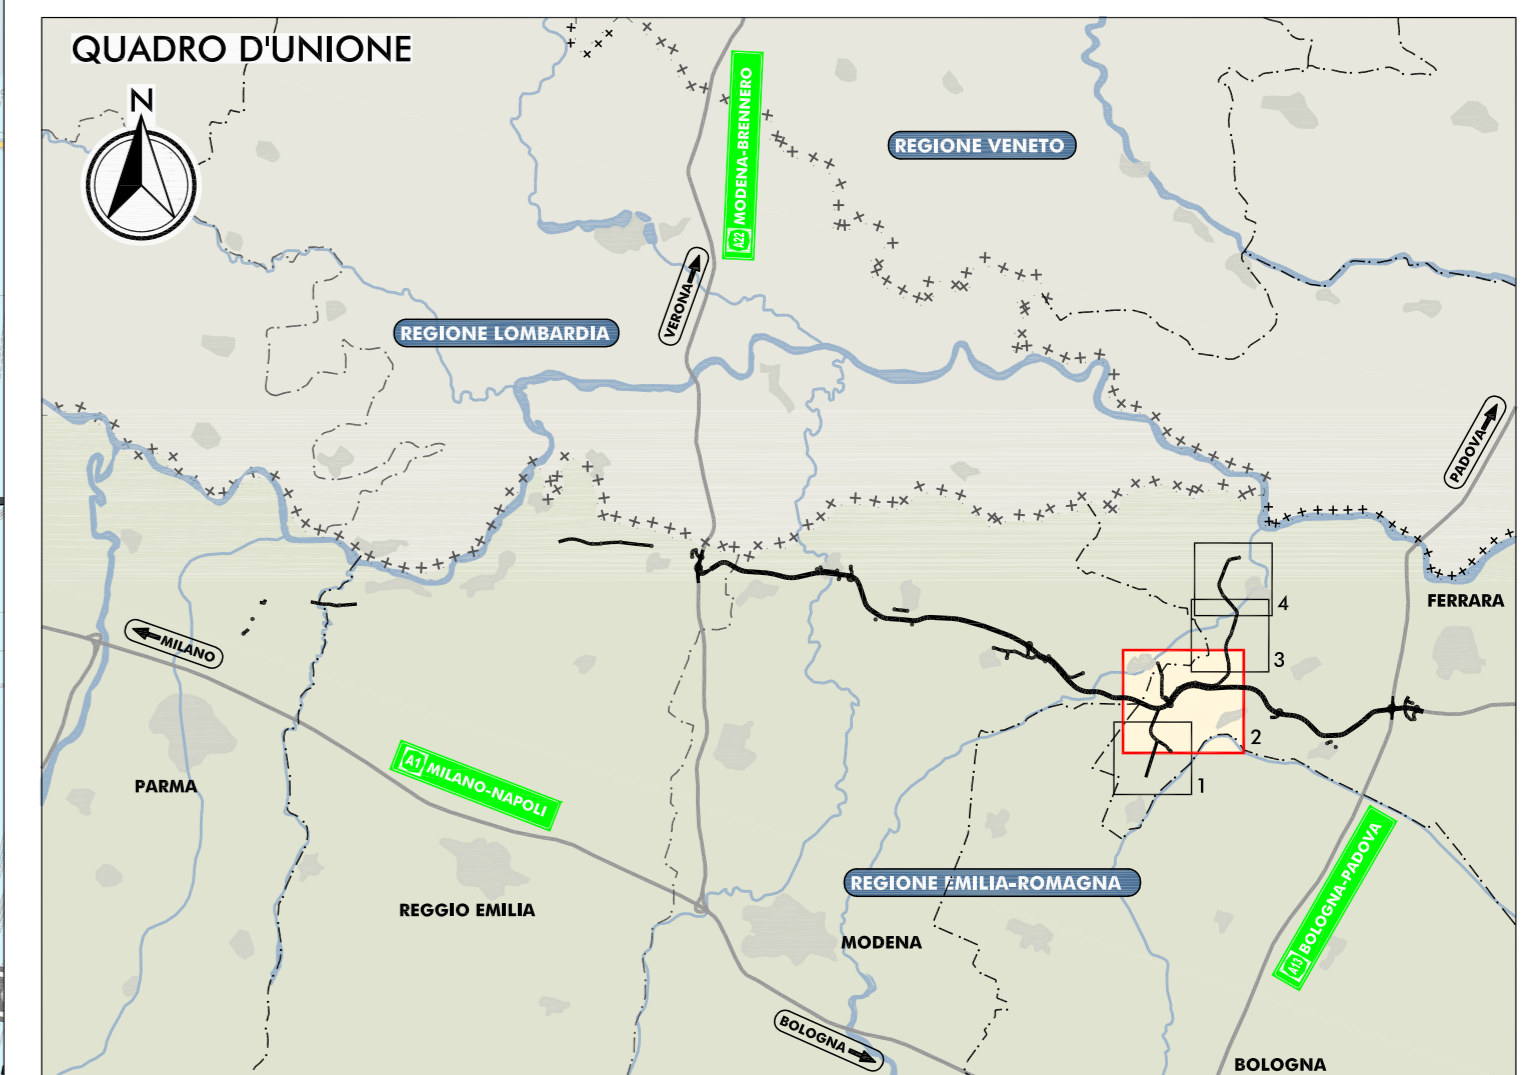 QUADRO D'UNIONE
N
A22 MODENA-BRENNERO
REGIONE VENETO
VERONA
REGIONE LOMBARDIA
PADOVA
FERRARA
4
3
MILANO
2
1
PARMA
A1 MILANO-NAPOLI
REGIONE EMILIA-ROMAGNA
A13 BOLOGNA-PADOVA
REGGIO EMILIA
MODENA
BOLOGNA
BOLOGNA